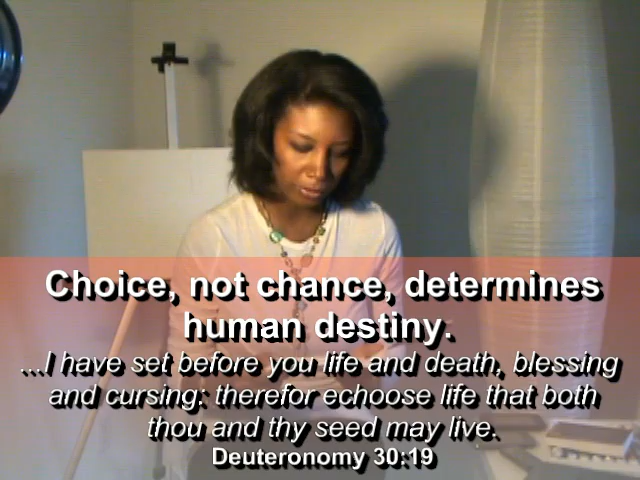 Choice, not chance, determines
human destiny.
...I have set before you life and death, blessing
and cursing: therefor echoose life that both
thou and thy seed may live.
Deuteronomy 30:19